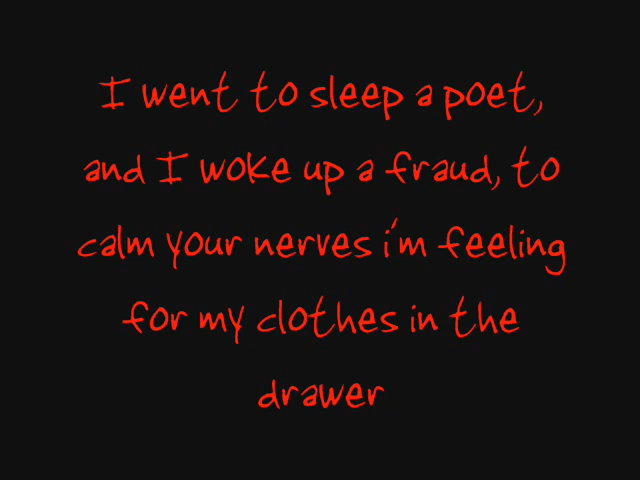 I went to sleep a poet,
and I woke up a fraud, to
calm your nerves i'm feeling
for my clothes in the
drawer